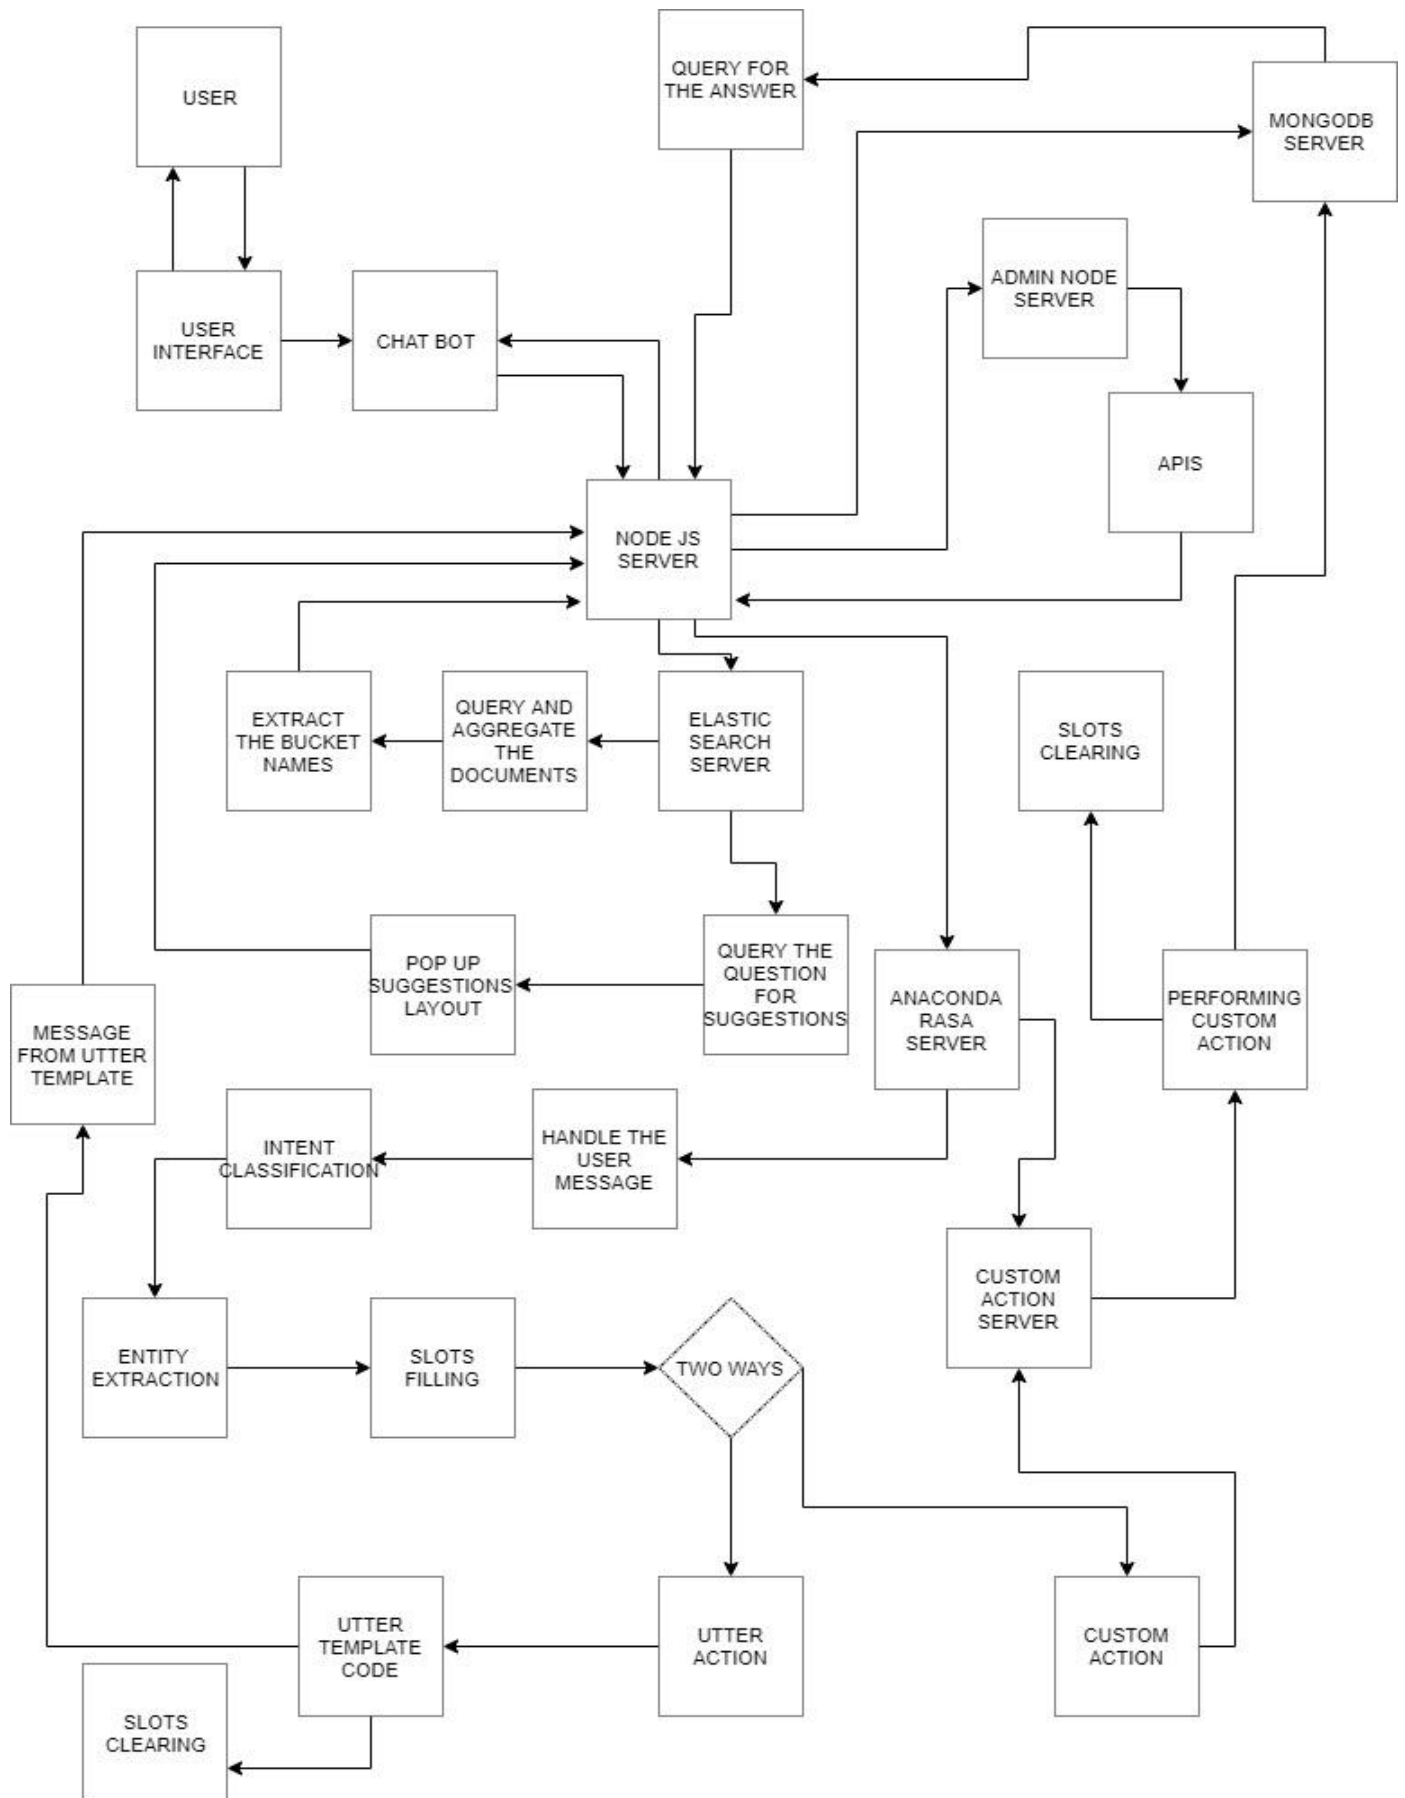 USER
QUERY FOR
THE ANSWER
MONGODB
SERVER
ADMIN NODE
SERVER
USER
INTERFACE
CHAT BOT
APIS
NODE JS
SERVER
EXTRACT
THE BUCKET
NAMES
QUERY AND
AGGREGATE
THE
DOCUMENTS
ELASTIC
SEARCH
SERVER
SLOTS
CLEARING
POP UP
SUGGESTIONS
LAYOUT
QUERY THE
QUESTION
FOR
SUGGESTIONS
ANACONDA
RASA
SERVER
PERFORMING
CUSTOM
ACTION
MESSAGE
FROM UTTER
TEMPLATE
INTENT
CLASSIFICATION
HANDLE THE
USER
MESSAGE
CUSTOM
ACTION
SERVER
ENTITY
EXTRACTION
SLOTS
FILLING
TWO WAYS
UTTER
TEMPLATE
CODE
UTTER
ACTION
CUSTOM
ACTION
SLOTS
CLEARING